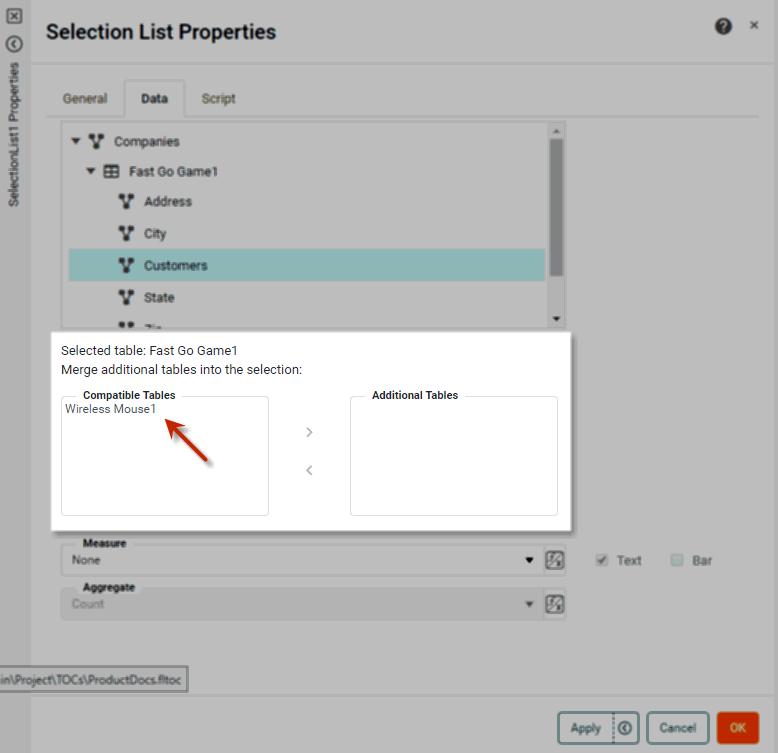 Selection List Properties
SelectionList1 Properties
General
Data
Script
Companies
Fast Go Game1
Address
City
Customers
State
Selected table: Fast Go Game1
Merge additional tables into the selection:
Compatible Tables
Additional Tables
Wireless Mouse1
Measure
None
Text
Bar
Aggregate
Count
in\Project\TOCs\ProductDocs.fltoc
Apply
Cancel
OK